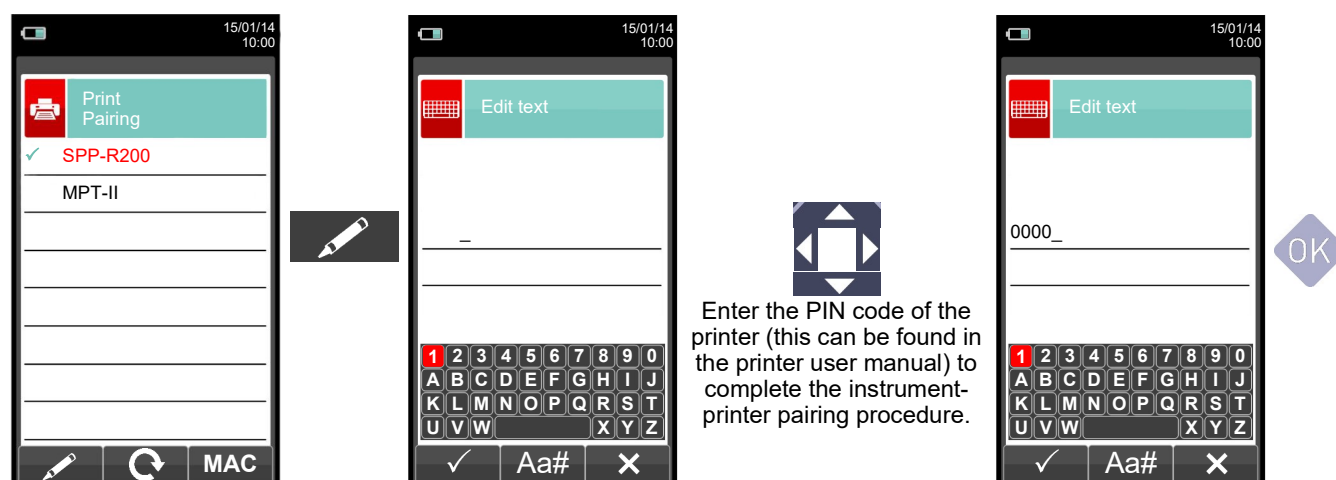 15/01/14
10:00
Print
Pairing
✓ SPP-R200
MPT-II
MAC
15/01/14
10:00
Edit text
_
1 2 3 4 5 6 7 8 9 0
A B C D E F G H I J
K L M N O P Q R S T
U V W X Y Z
✓ Aa# ✕
Enter the PIN code of the
printer (this can be found in
the printer user manual) to
complete the instrument-
printer pairing procedure.
15/01/14
10:00
Edit text
0000_
1 2 3 4 5 6 7 8 9 0
A B C D E F G H I J
K L M N O P Q R S T
U V W X Y Z
✓ Aa# ✕
OK